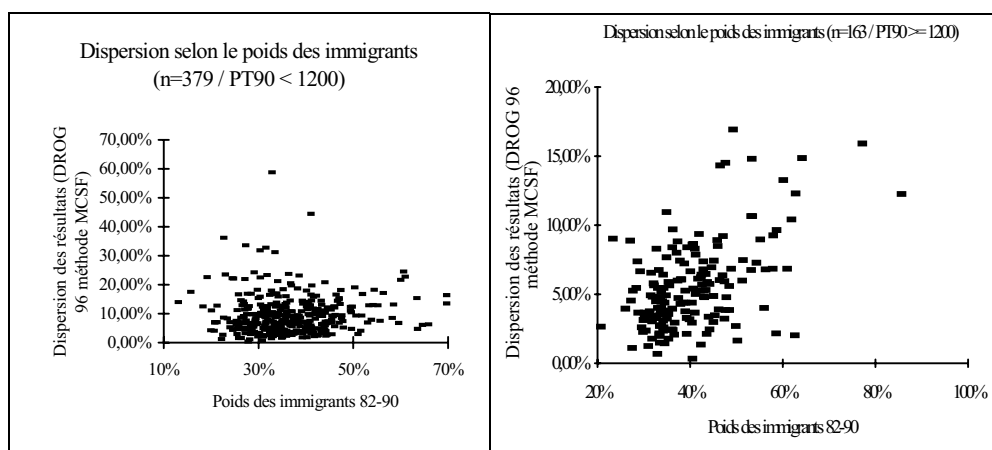 Dispersion selon le poids des immigrants
(n=379 / PT90 < 1200)
Dispersion des résultats (DROG
96 méthode MCSF)
70,00%
60,00%
50,00%
40,00%
30,00%
20,00%
10,00%
0,00%
10%
30%
50%
70%
Poids des immigrants 82-90
Dispersion selon le poids des immigrants (n=163 / PT90 >= 1200)
Dispersion des résultats (DROG 96
méthode MCSF)
20,00%
15,00%
10,00%
5,00%
0,00%
20%
40%
60%
80%
100%
Poids des immigrants 82-90